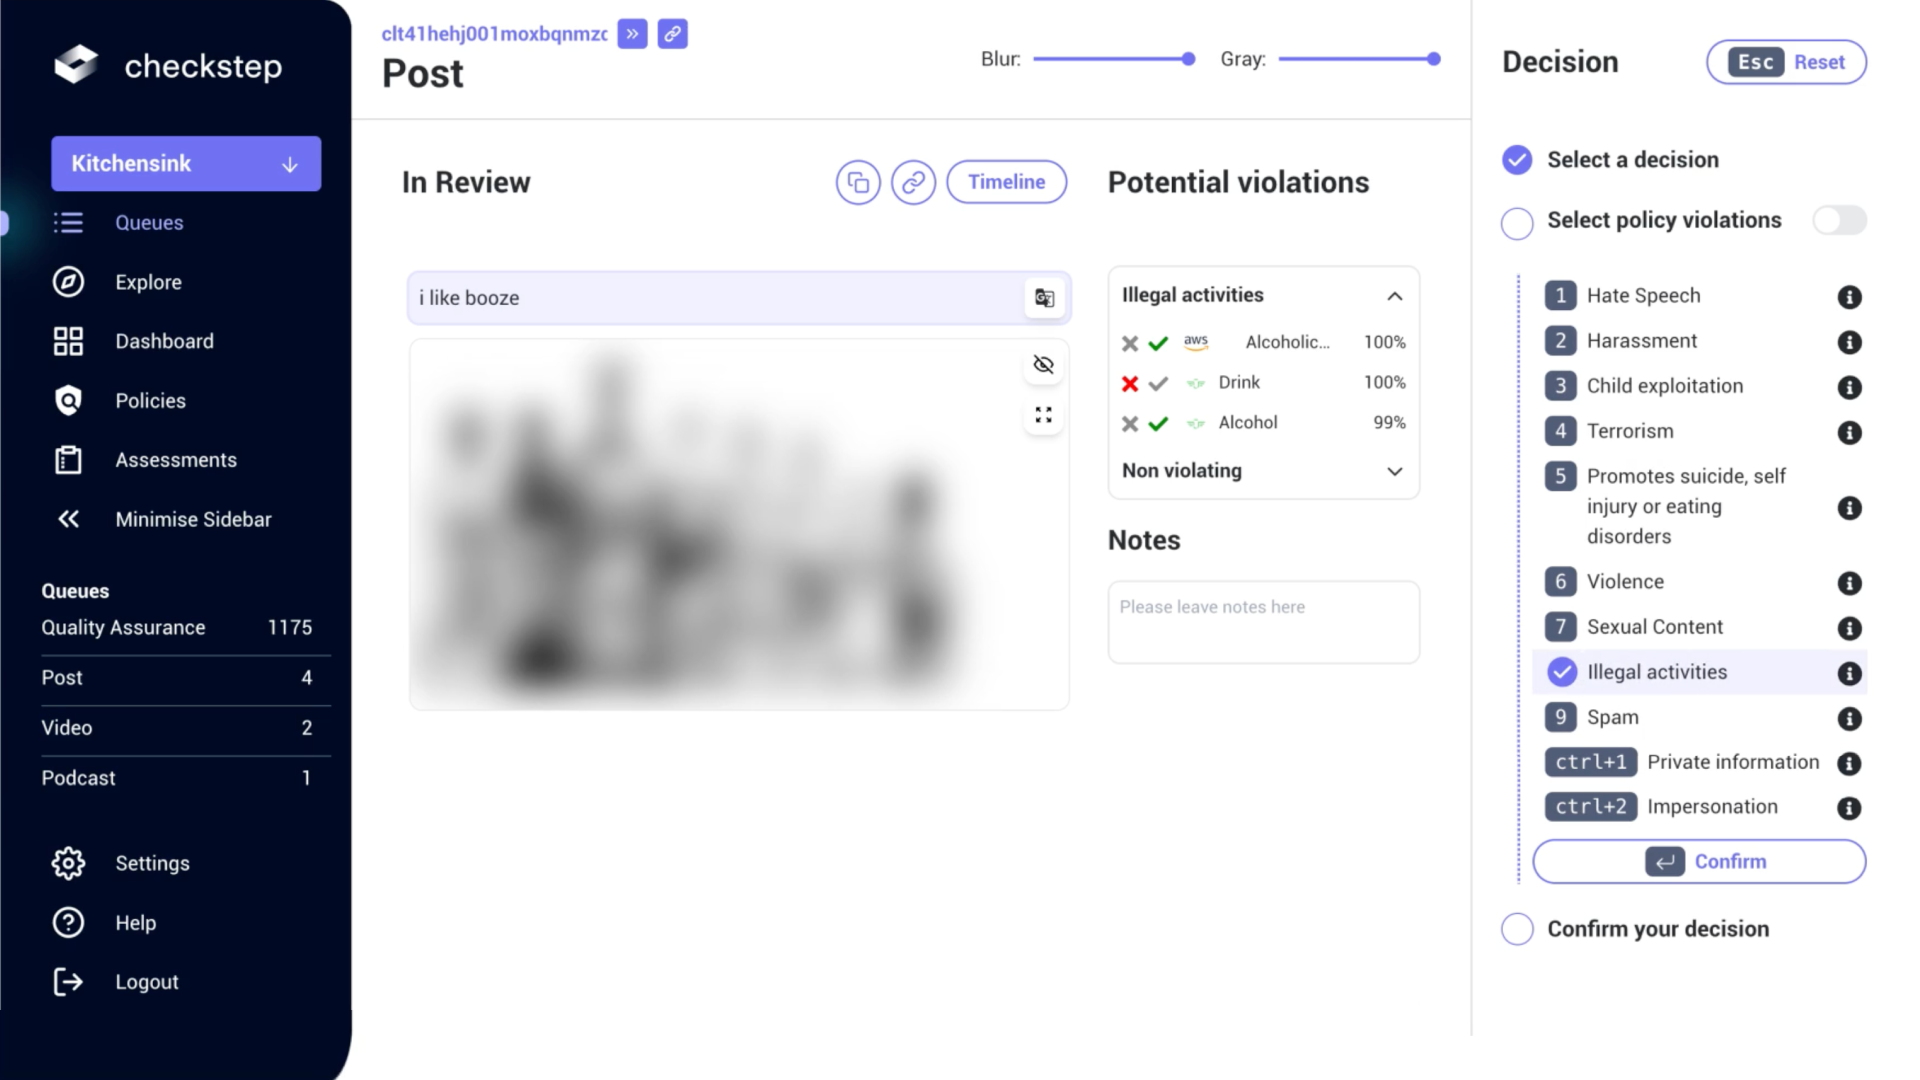 checkstep
Kitchensink
Queues
Explore
Dashboard
Policies
Assessments
Minimise Sidebar
Queues
Quality Assurance 1175
Post 4
Video 2
Podcast 1
Settings
Help
Logout
clt41hehj001moxbqnmzc
Post
Blur:
Gray:
In Review
Timeline
i like booze
Potential violations
Illegal activities
aws Alcoholic... 100%
Drink 100%
Alcohol 99%
Non violating
Notes
Please leave notes here
Decision
Esc Reset
Select a decision
Select policy violations
1 Hate Speech
2 Harassment
3 Child exploitation
4 Terrorism
5 Promotes suicide, self
injury or eating
disorders
6 Violence
7 Sexual Content
Illegal activities
9 Spam
ctrl+1 Private information
ctrl+2 Impersonation
Confirm
Confirm your decision